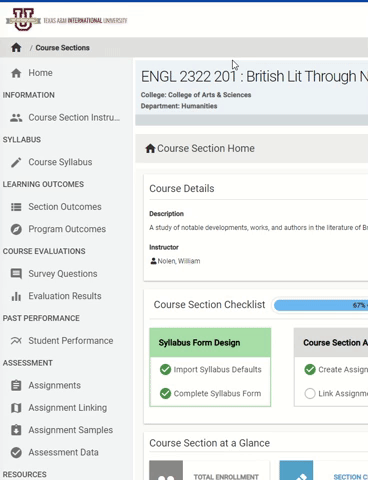 TEXAS A&M INTERNATIONAL UNIVERSITY
/ Course Sections
Home
INFORMATION
Course Section Instru...
SYLLABUS
Course Syllabus
LEARNING OUTCOMES
Section Outcomes
Program Outcomes
COURSE EVALUATIONS
Survey Questions
Evaluation Results
PAST PERFORMANCE
Student Performance
ASSESSMENT
Assignments
Assignment Linking
Assignment Samples
Assessment Data
RESOURCES
ENGL 2322 201 : British Lit Through N
College: College of Arts & Sciences
Department: Humanities
Course Section Home
Course Details
Description
A study of notable developments, works, and authors in the literature of Br
Instructor
Nolen, William
Course Section Checklist
67%
Syllabus Form Design
Import Syllabus Defaults
Complete Syllabus Form
Course Section A
Create Assign
Link Assignme
Course Section at a Glance
TOTAL ENROLLMENT
SECTION C